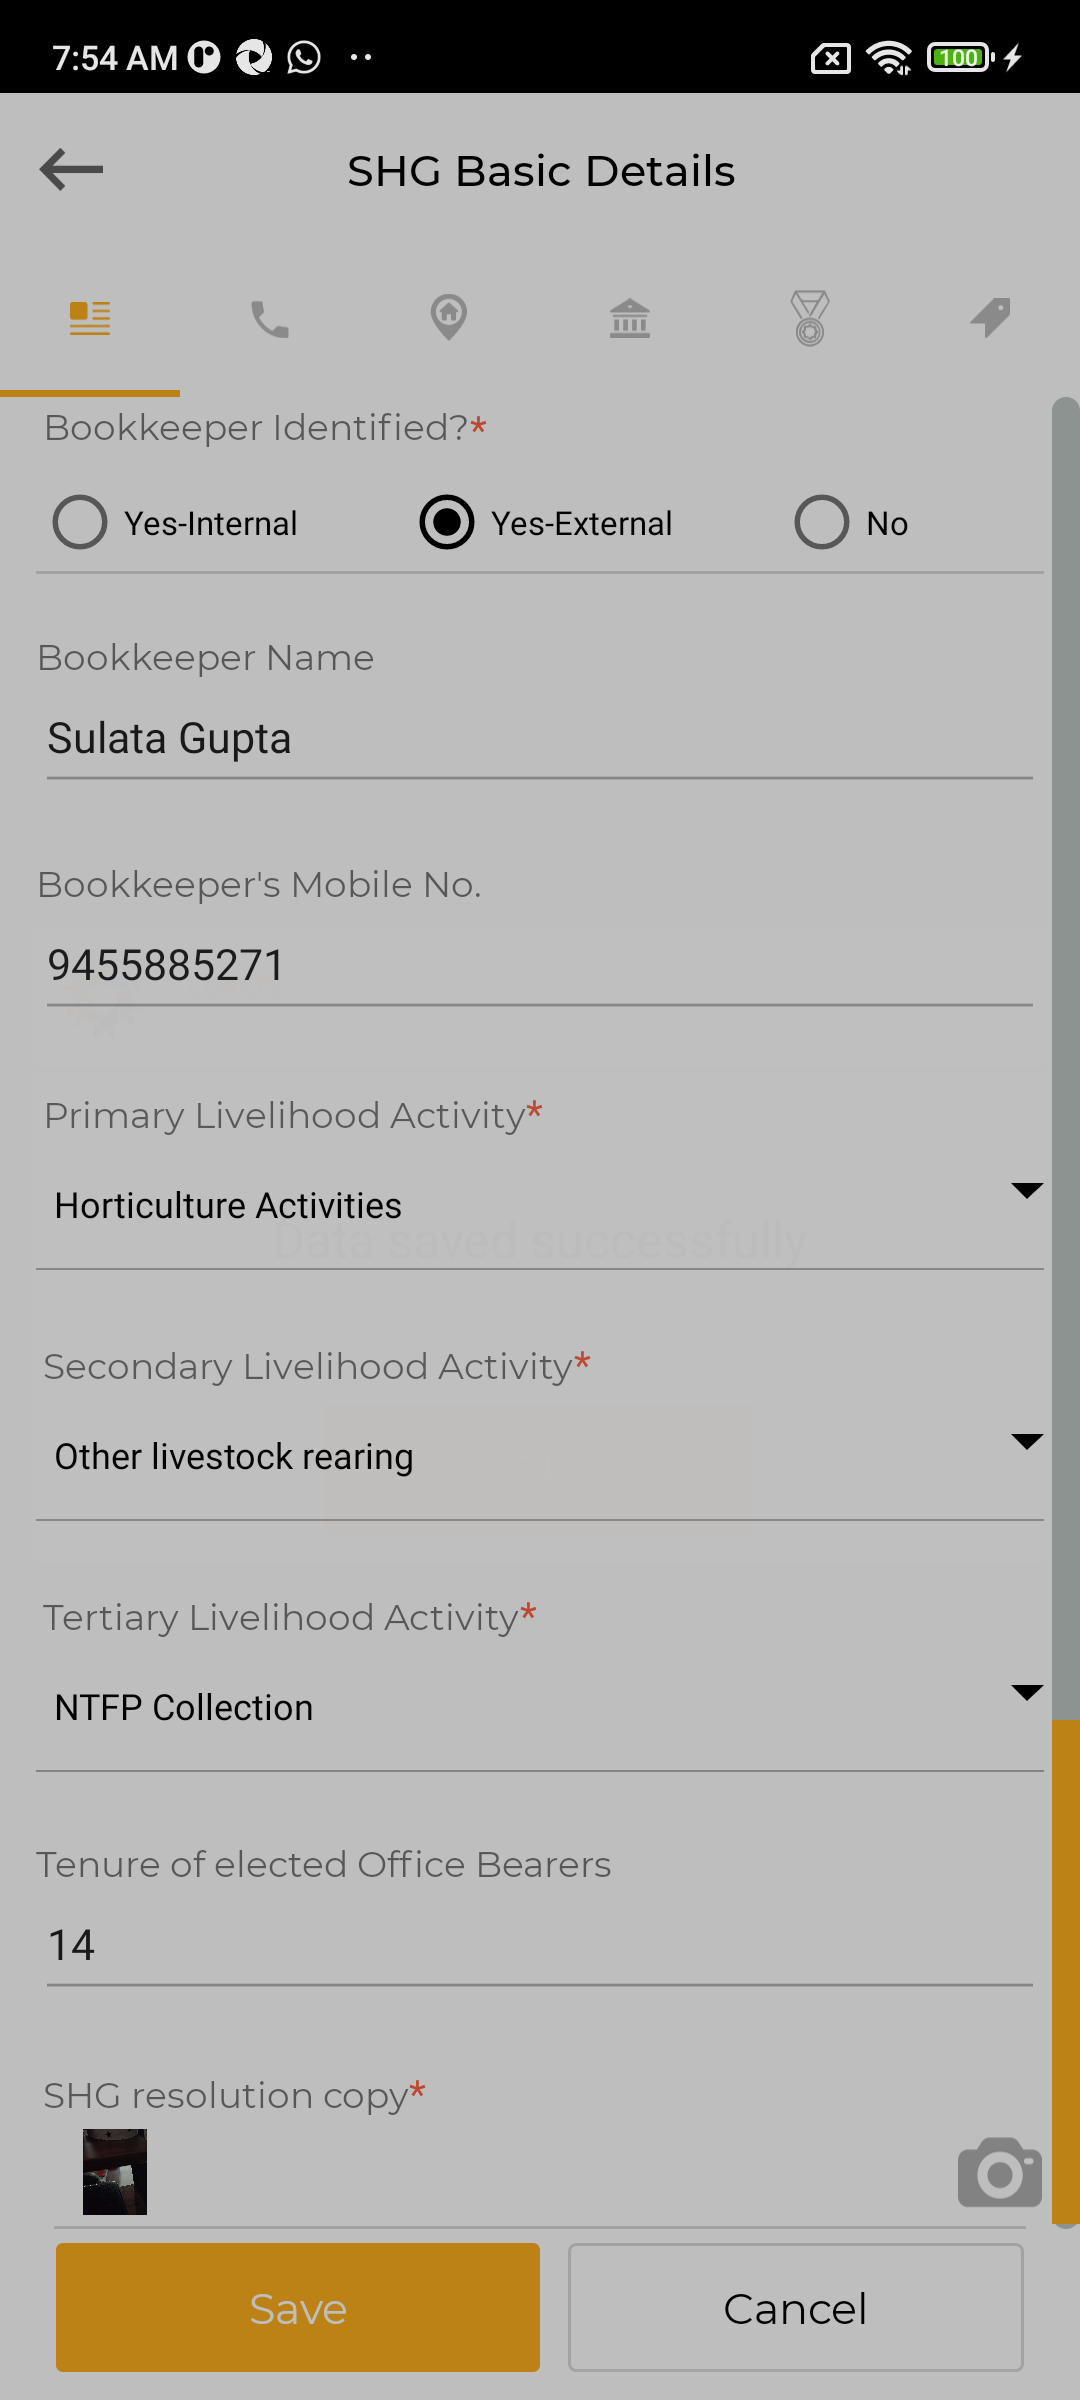 7:54 AM
100
SHG Basic Details
Bookkeeper Identified?*
Yes-Internal
Yes-External
No
Bookkeeper Name
Sulata Gupta
Bookkeeper's Mobile No.
9455885271
Primary Livelihood Activity*
Horticulture Activities
Data saved successfully
Secondary Livelihood Activity*
Other livestock rearing
Tertiary Livelihood Activity*
NTFP Collection
Tenure of elected Office Bearers
14
SHG resolution copy*
Save
Cancel